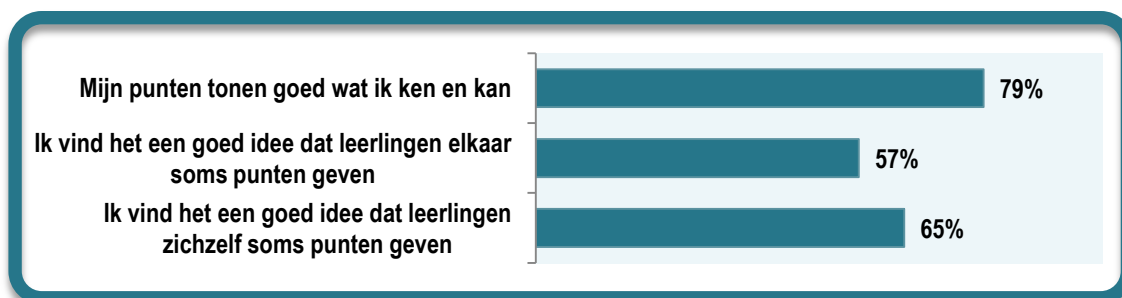 Mijn punten tonen goed wat ik ken en kan
79%
Ik vind het een goed idee dat leerlingen elkaar
soms punten geven
57%
Ik vind het een goed idee dat leerlingen
zichzelf soms punten geven
65%